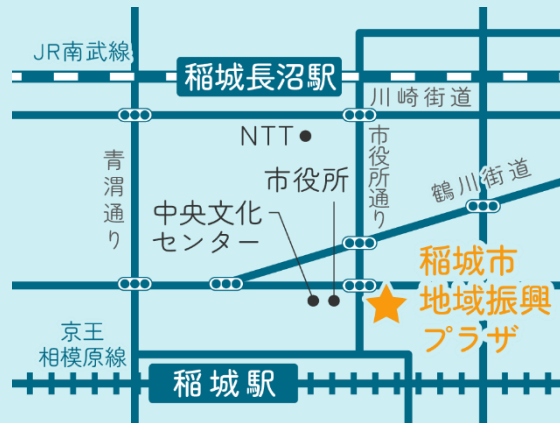 JR南武線
稲城長沼駅
川崎街道
NTT
市役所通り
青渭通り
市役所
鶴川街道
中央文化
センター
稲城市
地域振興
プラザ
京王
相模原線
稲城駅